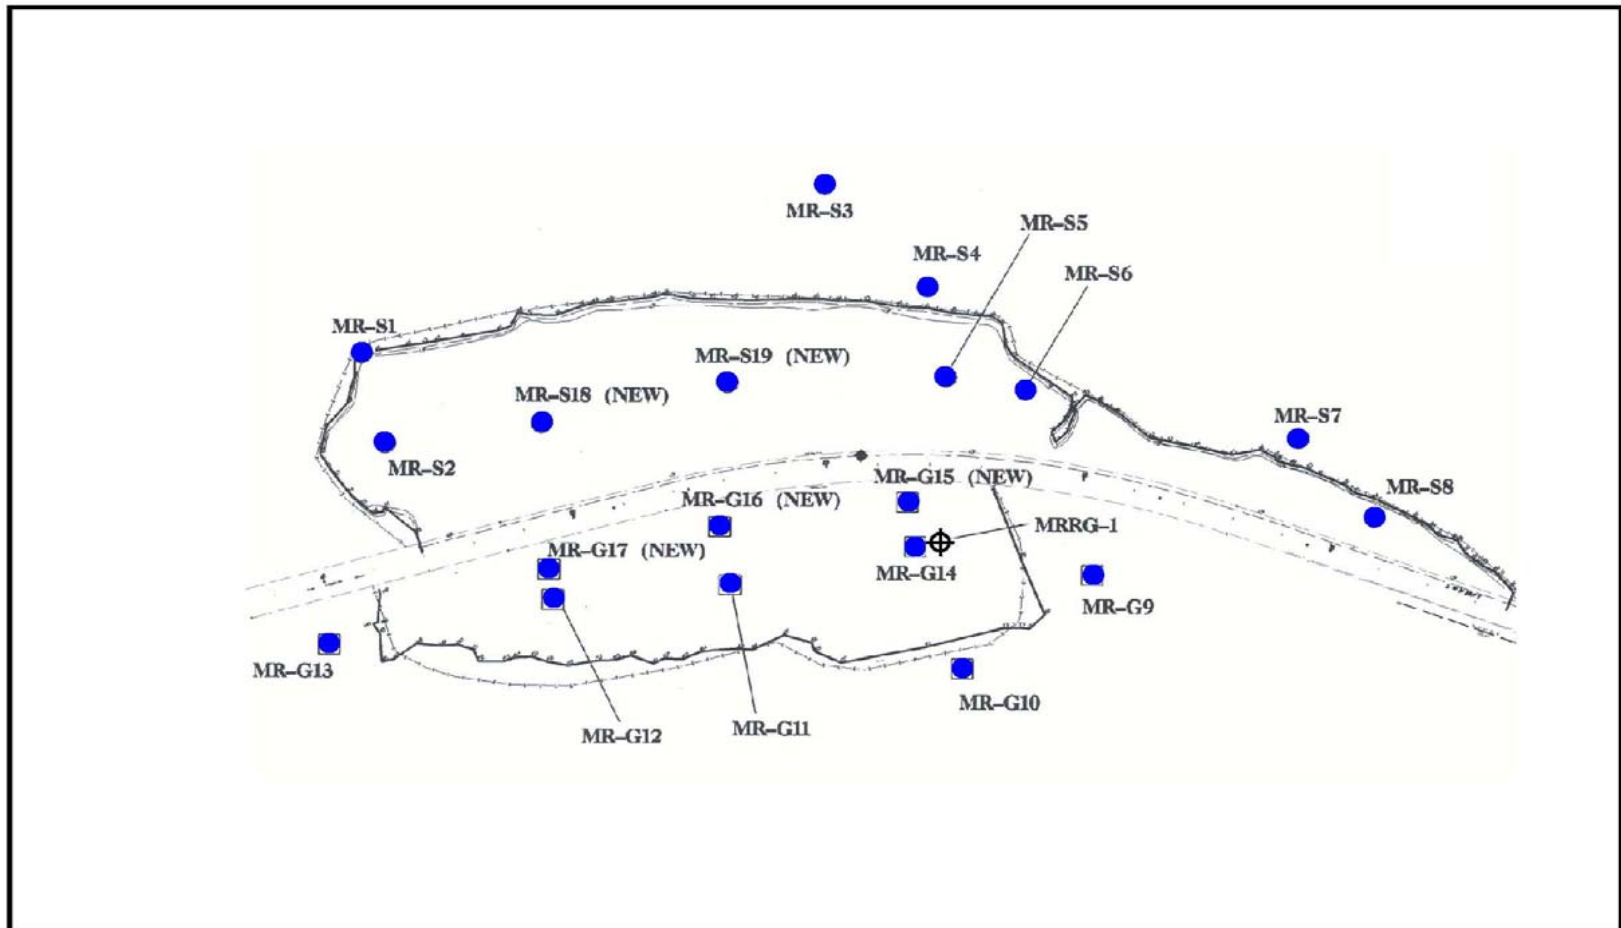 MR–S3
MR–S5
MR–S4
MR–S6
MR–S1
MR–S19 (NEW)
MR–S18 (NEW)
MR–S7
MR–S2
MR–G15 (NEW)
MR–S8
MR–G16 (NEW)
MRRG–1
MR–G17 (NEW)
MR–G14
MR–G9
MR–G13
MR–G10
MR–G11
MR–G12